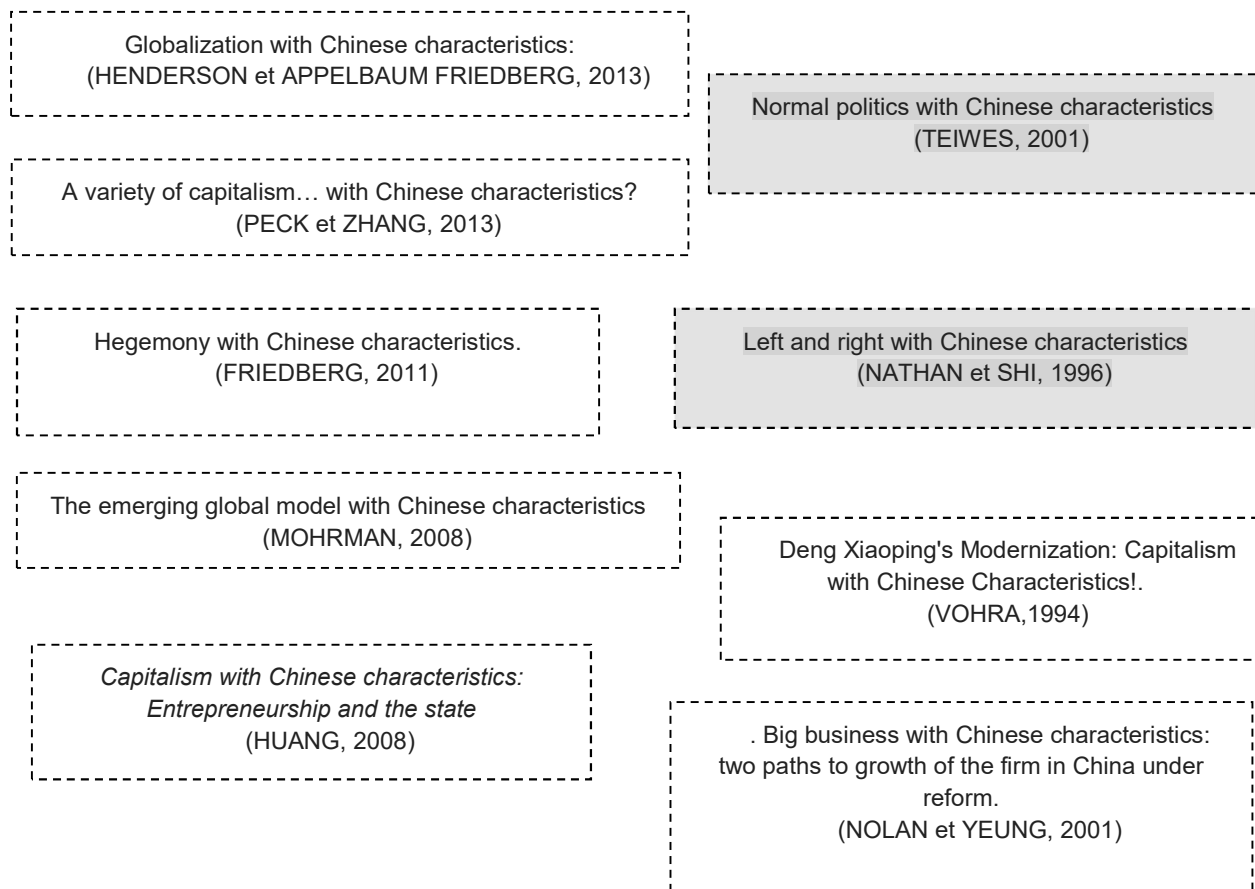 Globalization with Chinese characteristics:
(HENDERSON et APPELBAUM FRIEDBERG, 2013)
Normal politics with Chinese characteristics
(TEIWES, 2001)
A variety of capitalism… with Chinese characteristics?
(PECK et ZHANG, 2013)
Hegemony with Chinese characteristics.
(FRIEDBERG, 2011)
Left and right with Chinese characteristics
(NATHAN et SHI, 1996)
The emerging global model with Chinese characteristics
(MOHRMAN, 2008)
Deng Xiaoping's Modernization: Capitalism
with Chinese Characteristics!.
(VOHRA,1994)
Capitalism with Chinese characteristics:
Entrepreneurship and the state
(HUANG, 2008)
. Big business with Chinese characteristics:
two paths to growth of the firm in China under
reform.
(NOLAN et YEUNG, 2001)